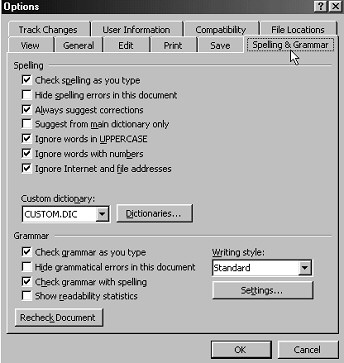 Options
Track Changes User Information Compatibility File Locations
View General Edit Print Save Spelling & Grammar
Spelling
Check spelling as you type
Hide spelling errors in this document
Always suggest corrections
Suggest from main dictionary only
Ignore words in UPPERCASE
Ignore words with numbers
Ignore Internet and file addresses
Custom dictionary:
CUSTOM.DIC Dictionaries...
Grammar
Check grammar as you type Writing style:
Hide grammatical errors in this document Standard
Check grammar with spelling
Show readability statistics Settings...
Recheck Document
OK Cancel